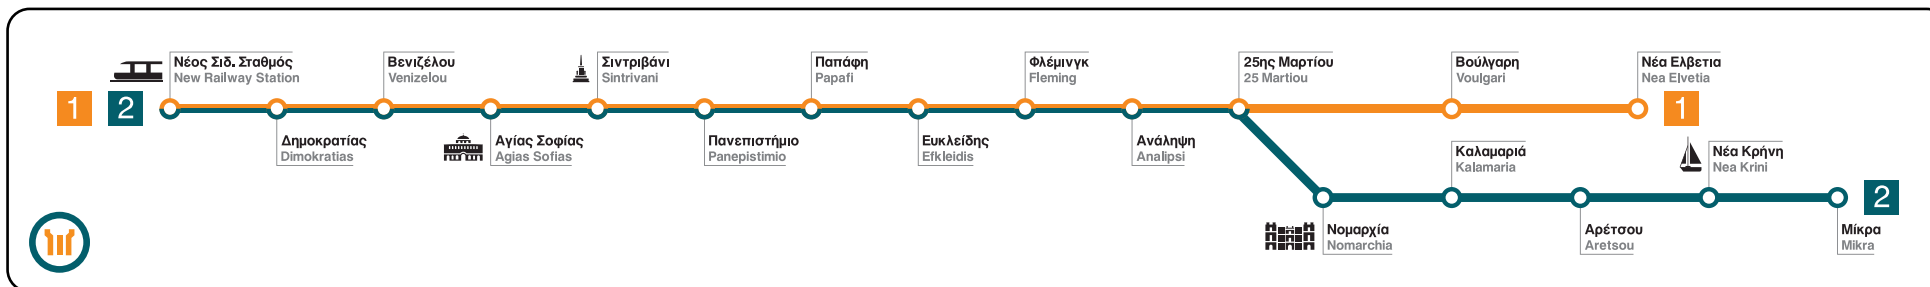 Νέος Σιδ. Σταθμός
New Railway Station
Βενιζέλου
Venizelou
Σιντριβάνι
Sintrivani
Παπάφη
Papafi
Φλέμινγκ
Fleming
25ης Μαρτίου
25 Martiou
Βούλγαρη
Voulgari
Νέα Ελβετια
Nea Elvetia
1
2
1
Δημοκρατίας
Dimokratias
Αγίας Σοφίας
Agias Sofias
Πανεπιστήμιο
Panepistimio
Ευκλείδης
Efkleidis
Ανάληψη
Analipsi
Καλαμαριά
Kalamaria
Νέα Κρήνη
Nea Krini
2
Νομαρχία
Nomarchia
Αρέτσου
Aretsou
Μίκρα
Mikra